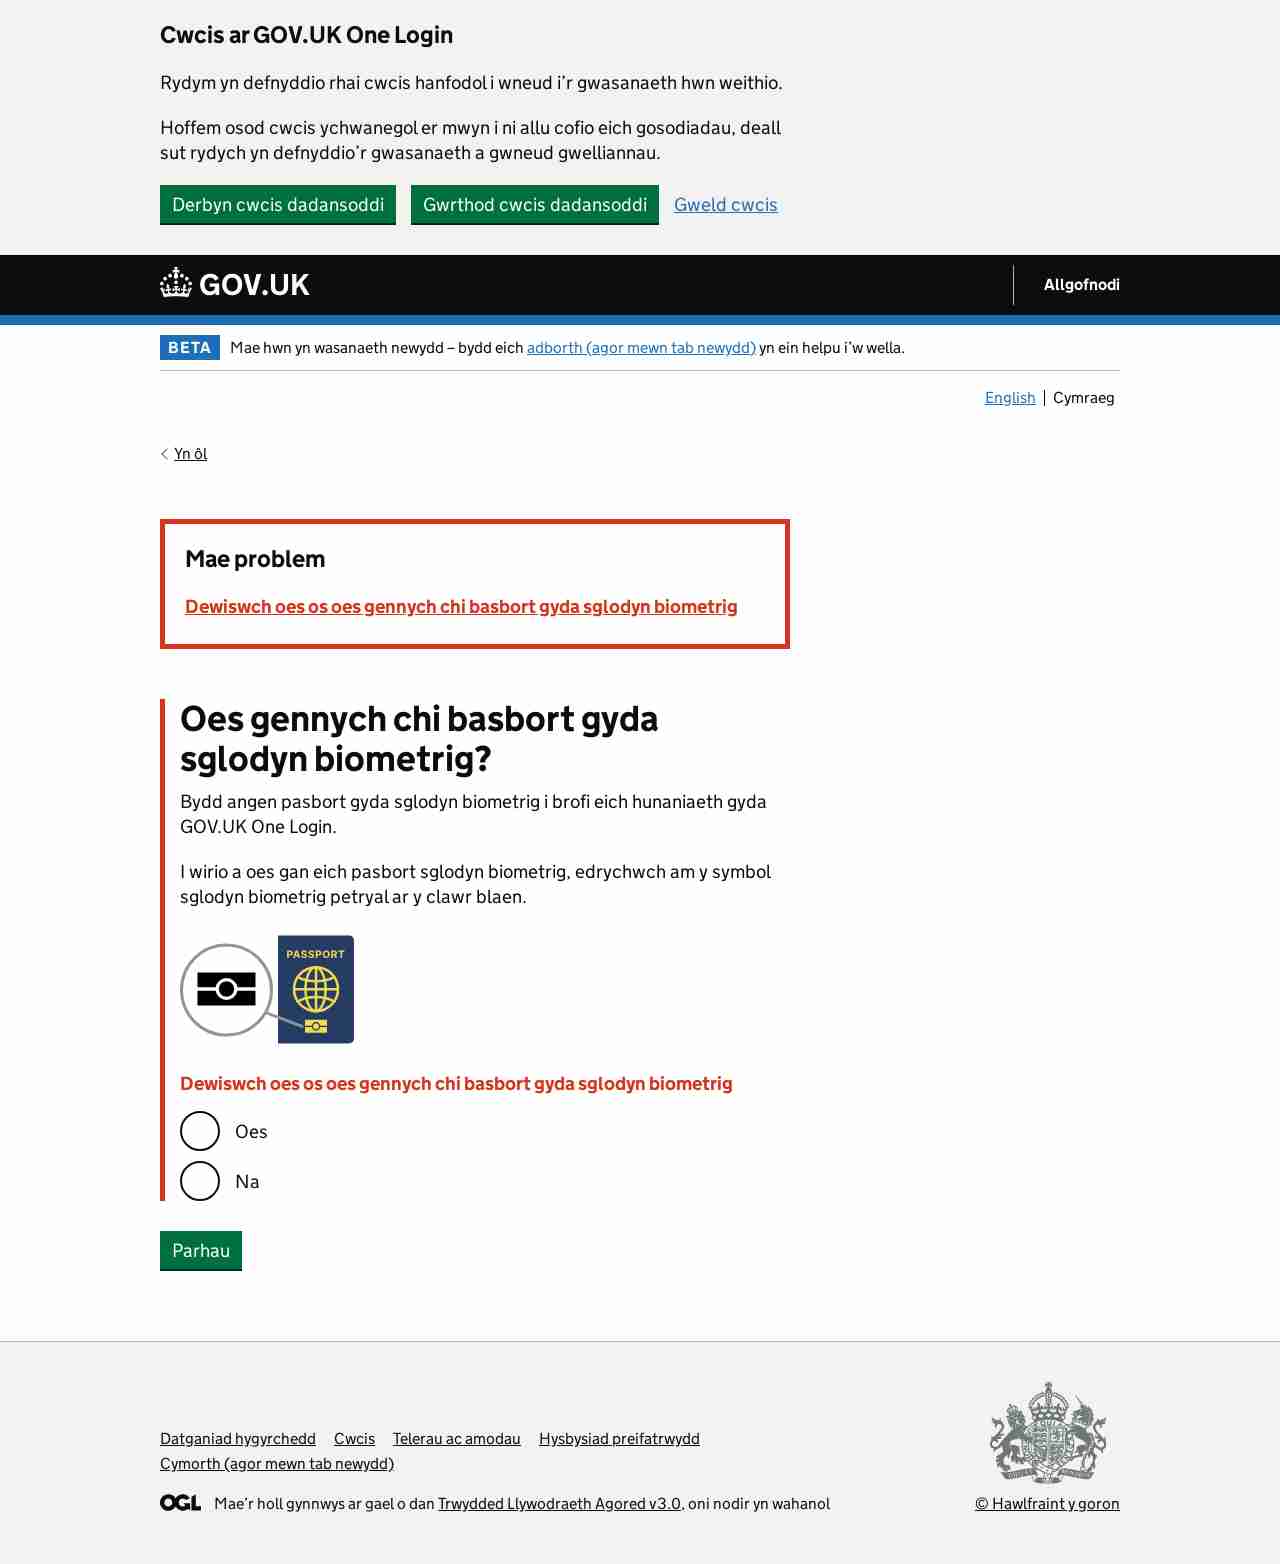 Cwcis ar GOV.UK One Login
Rydym yn defnyddio rhai cwcis hanfodol i wneud i’r gwasanaeth hwn weithio.
Hoffem osod cwcis ychwanegol er mwyn i ni allu cofio eich gosodiadau, deall
sut rydych yn defnyddio’r gwasanaeth a gwneud gwelliannau.
Derbyn cwcis dadansoddi Gwrthod cwcis dadansoddi Gweld cwcis
GOV.UK Allgofnodi
BETA Mae hwn yn wasanaeth newydd – bydd eich adborth (agor mewn tab newydd) yn ein helpu i’w wella.
English Cymraeg
Yn ôl
Mae problem
Dewiswch oes os oes gennych chi basbort gyda sglodyn biometrig
Oes gennych chi basbort gyda
sglodyn biometrig?
Bydd angen pasbort gyda sglodyn biometrig i brofi eich hunaniaeth gyda
GOV.UK One Login.
I wirio a oes gan eich pasbort sglodyn biometrig, edrychwch am y symbol
sglodyn biometrig petryal ar y clawr blaen.
PASSPORT
Dewiswch oes os oes gennych chi basbort gyda sglodyn biometrig
Oes
Na
Parhau
Datganiad hygyrchedd Cwcis Telerau ac amodau Hysbysiad preifatrwydd
Cymorth (agor mewn tab newydd)
OGL Mae’r holl gynnwys ar gael o dan Trwydded Llywodraeth Agored v3.0, oni nodir yn wahanol
© Hawlfraint y goron